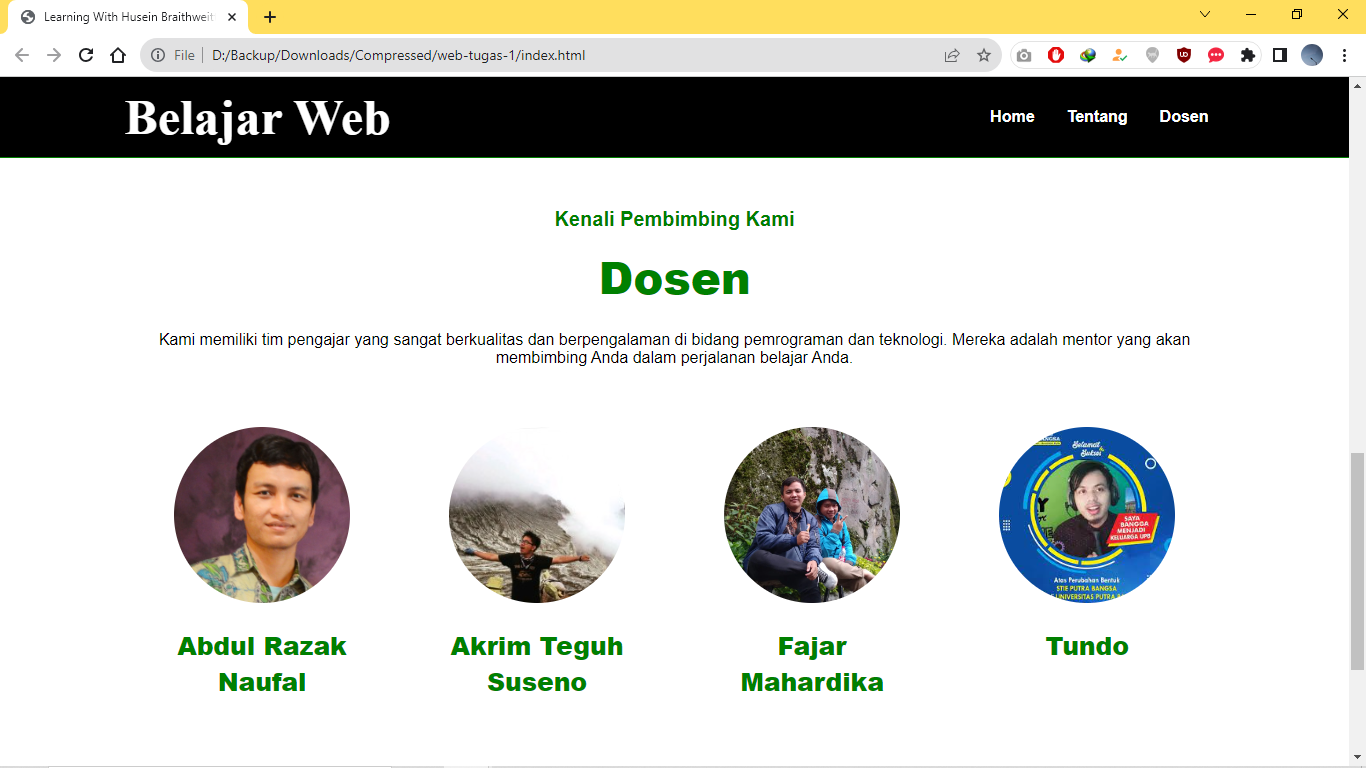 Learning With Husein Braithweit
File
D:/Backup/Downloads/Compressed/web-tugas-1/index.html
Belajar Web
Home Tentang Dosen
Kenali Pembimbing Kami
Dosen
Kami memiliki tim pengajar yang sangat berkualitas dan berpengalaman di bidang pemrograman dan teknologi. Mereka adalah mentor yang akan
membimbing Anda dalam perjalanan belajar Anda.
Selamat
&
Sukses
SAYA
BANGGA
MENJADI
KELUARGA UPB
Atas Perubahan Bentuk
STIE PUTRA BANGSA
UNIVERSITAS PUTRA
Abdul Razak
Naufal
Akrim Teguh
Suseno
Fajar
Mahardika
Tundo